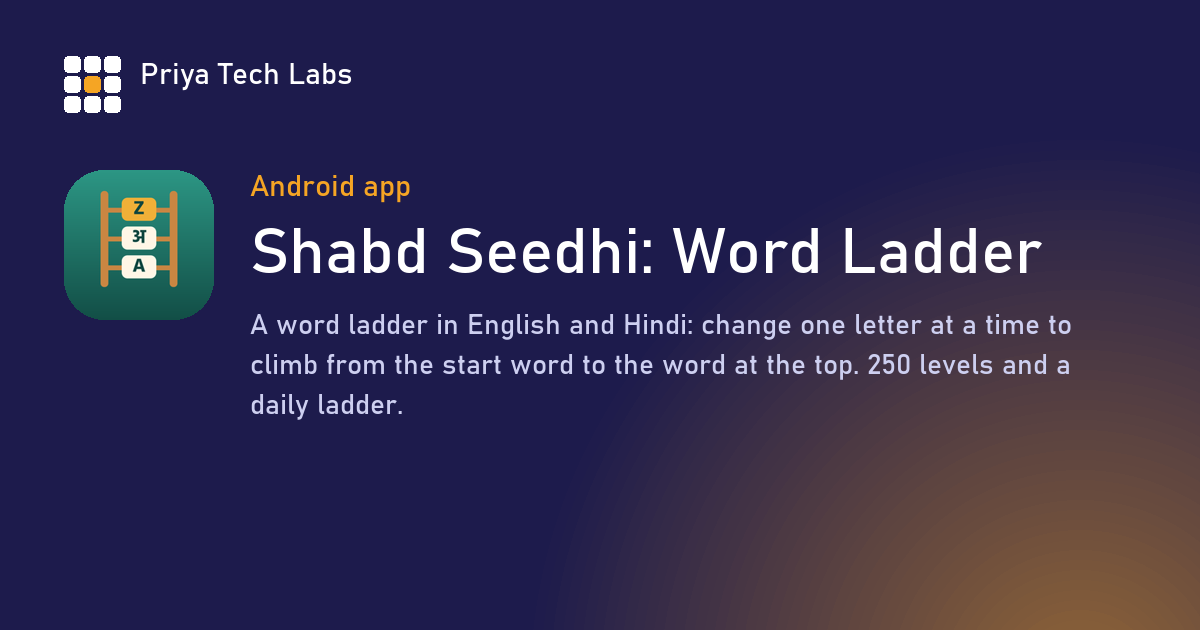 Priya Tech Labs
Android app
Shabd Seedhi: Word Ladder
A word ladder in English and Hindi: change one letter at a time to
climb from the start word to the word at the top. 250 levels and a
daily ladder.
Z
अ
A